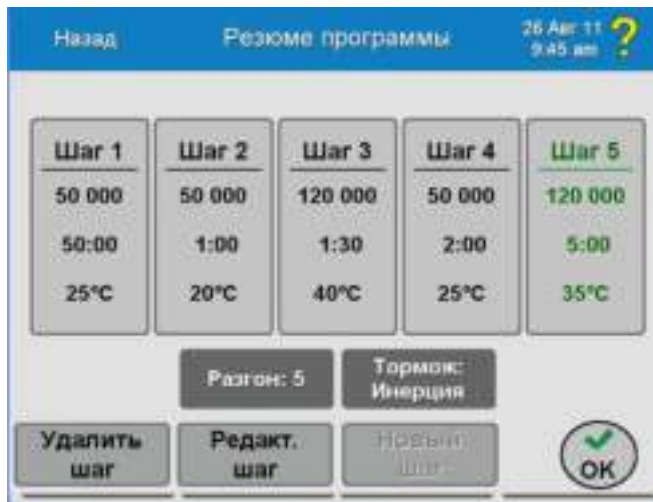 Назад
Резюме программы
26 Авг 11
9:45 am
?
Шаг 1
Шаг 2
Шаг 3
Шаг 4
Шаг 5
50 000
50 000
120 000
50 000
120 000
50:00
1:00
1:30
2:00
5:00
25°C
20°C
40°C
25°C
35°C
Разгон: 5
Тормож:
Инерция
Удалить
шаг
Редакт.
шаг
Новый
шаг
OK